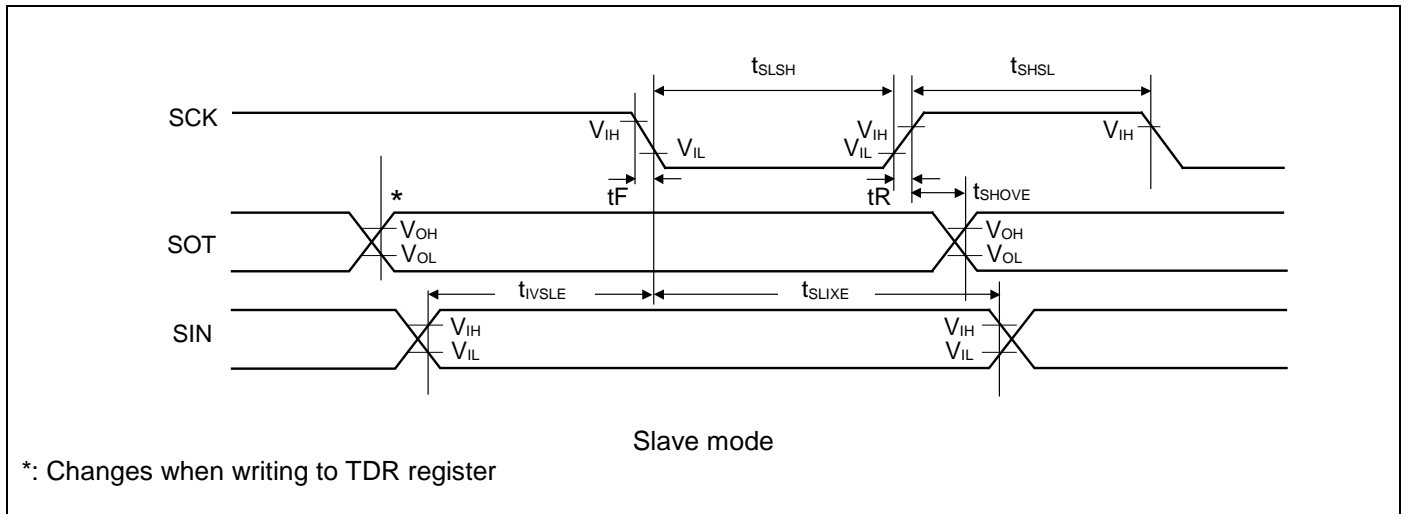 tSLSH tSHSL
SCK VIH VIL VIL VIH VIH
tF tR tSHOVE
*
SOT VOH VOL VOH VOL
tIVSLE tSLIXE
SIN VIH VIL VIH VIL
Slave mode
*: Changes when writing to TDR register